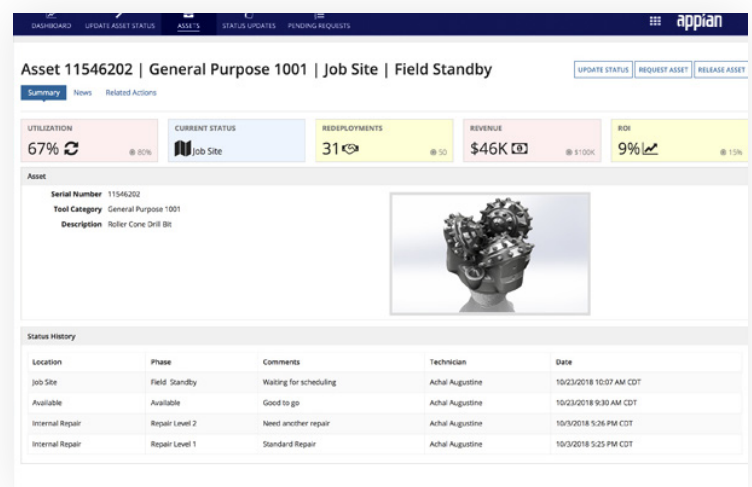 DASHBOARD UPDATE ASSET STATUS ASSETS STATUS UPDATES PENDING REQUESTS appian
Asset 11546202 | General Purpose 1001 | Job Site | Field Standby
UPDATE STATUS REQUEST ASSET RELEASE ASSET
Summary News Related Actions
UTILIZATION CURRENT STATUS REDEPLOYMENTS REVENUE ROI
67% 80% Job Site 31 50 $46K $100K 9% 15%
Asset
Serial Number 11546202
Tool Category General Purpose 1001
Description Roller Cone Drill Bit
Status History
Location Phase Comments Technician Date
Job Site Field Standby Waiting for scheduling Achal Augustine 10/23/2018 10:07 AM CDT
Available Available Good to go Achal Augustine 10/23/2018 9:30 AM CDT
Internal Repair Repair Level 2 Need another repair Achal Augustine 10/3/2018 5:26 PM CDT
Internal Repair Repair Level 1 Standard Repair Achal Augustine 10/3/2018 5:25 PM CDT